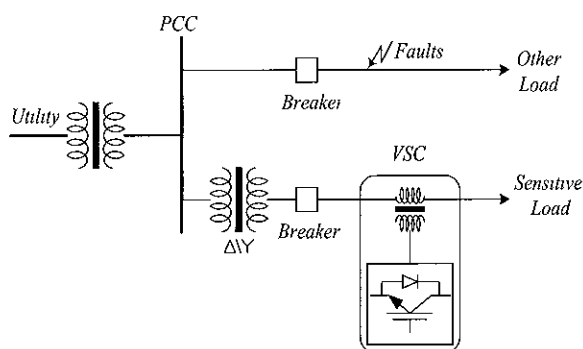 PCC
Faults
Other
Load
Breaker
Utility
VSC
Sensitive
Load
Breaker
Δ\Y